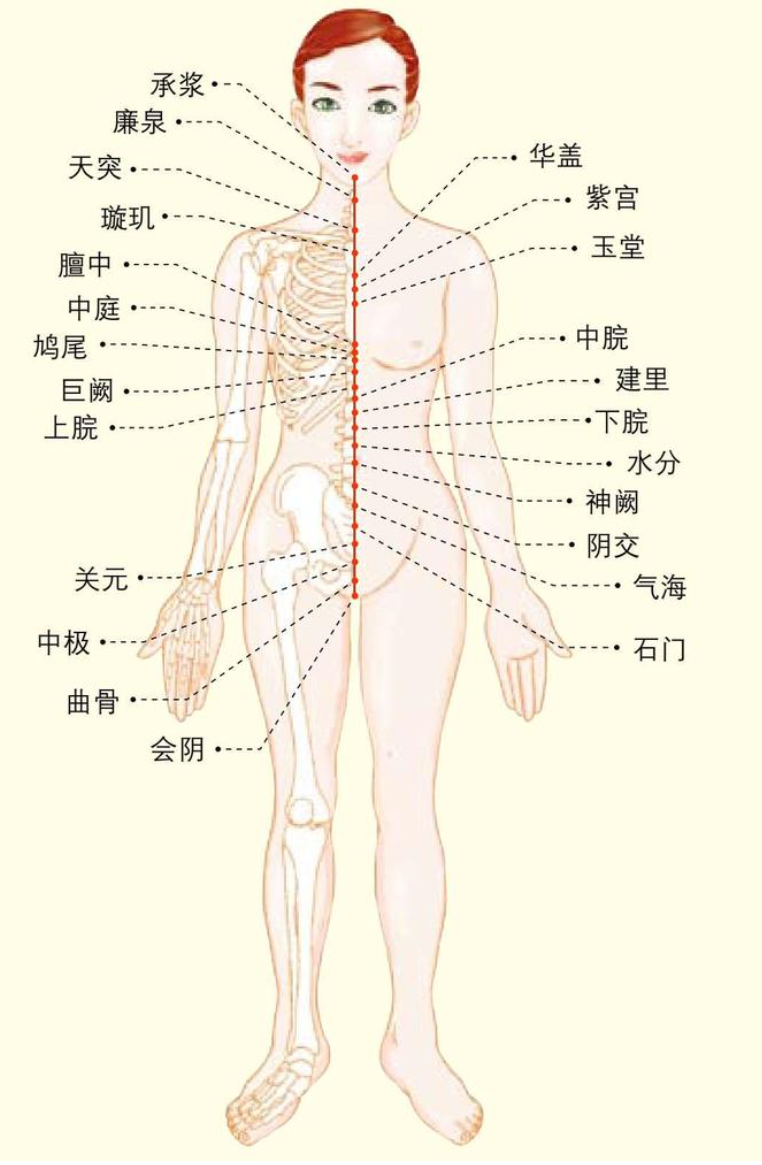 承浆
廉泉
天突
璇玑
膻中
中庭
鸠尾
巨阙
上脘
关元
中极
曲骨
会阴
华盖
紫宫
玉堂
中脘
建里
下脘
水分
神阙
阴交
气海
石门